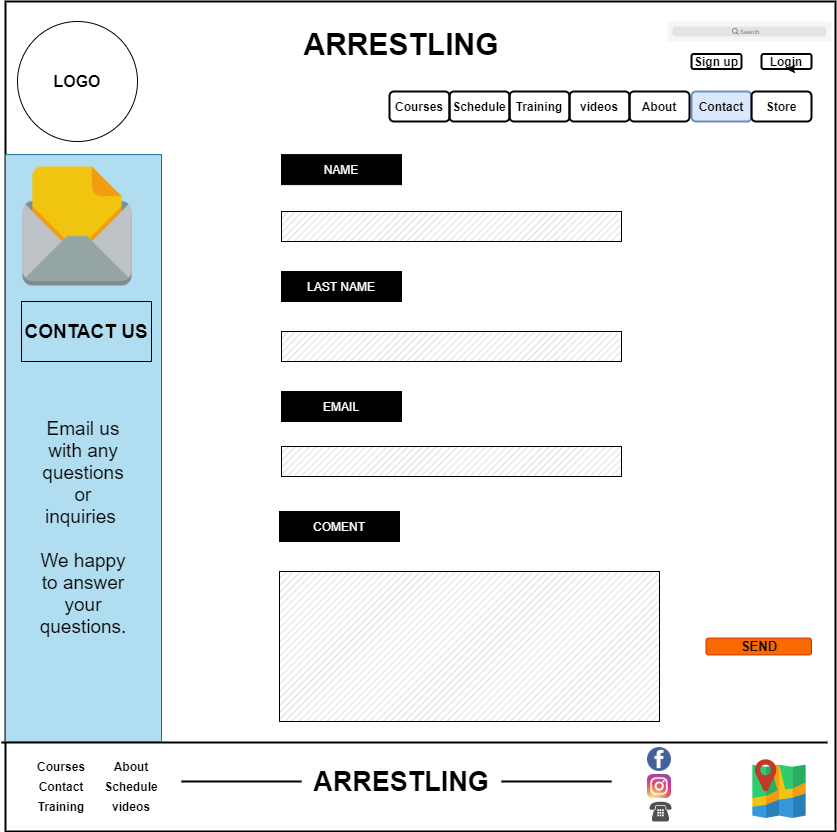 LOGO
ARRESTLING
Search
Sign up
Login
Courses Schedule Training videos About Contact Store
CONTACT US
Email us
with any
questions
or
inquiries
We happy
to answer
your
questions.
NAME
LAST NAME
EMAIL
COMENT
SEND
Courses About
Contact Schedule
Training videos
ARRESTLING